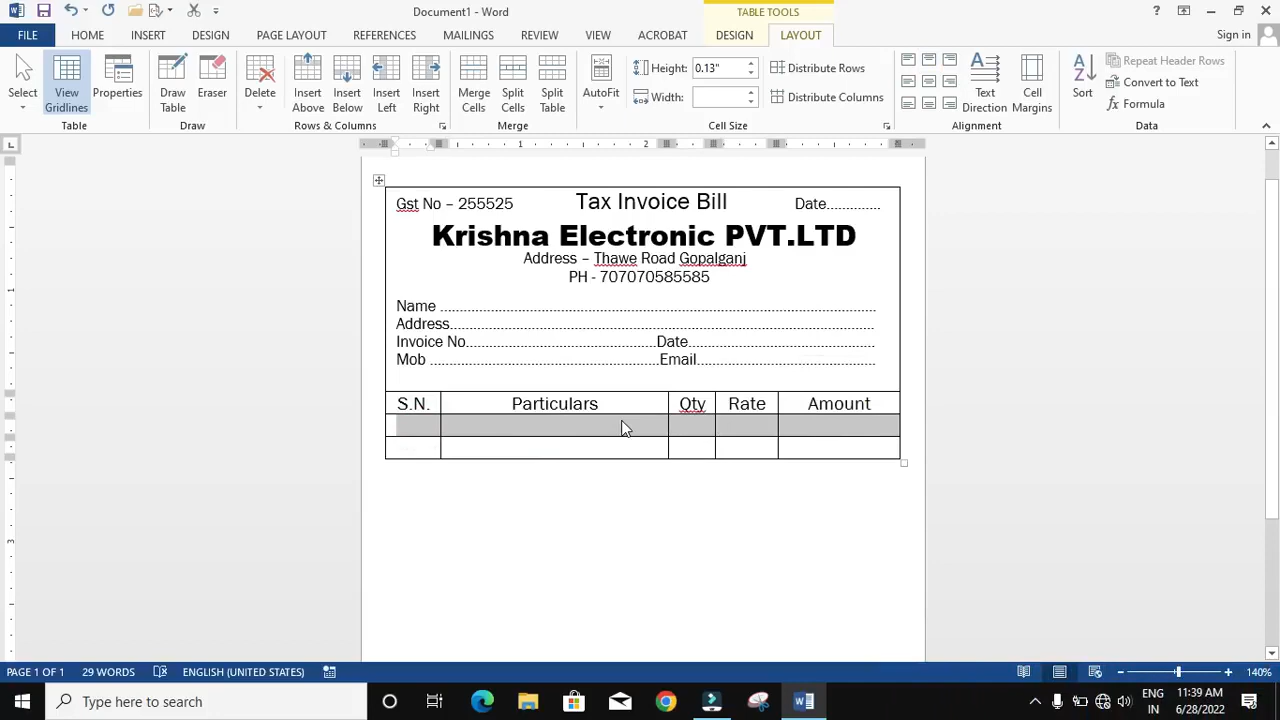 Document1 - Word
TABLE TOOLS
?
FILE HOME INSERT DESIGN PAGE LAYOUT REFERENCES MAILINGS REVIEW VIEW ACROBAT DESIGN LAYOUT Sign in
Select View Gridlines Properties Draw Table Eraser Delete Insert Above Insert Below Insert Left Insert Right Merge Cells Split Cells Split Table AutoFit Height: 0.13" Distribute Rows Text Direction Cell Margins Sort Repeat Header Rows
Width: Distribute Columns Convert to Text
Formula
Table Draw Rows & Columns Merge Cell Size Alignment Data
1 2
Gst No – 255525 Tax Invoice Bill Date..............
Krishna Electronic PVT.LTD
Address – Thawe Road Gopalganj
PH - 707070585585
Name ..............................................................................
Address..............................................................................
Invoice No..................................Date..................................
Mob ..........................................Email.................................
S.N. Particulars Qty Rate Amount
1
3
PAGE 1 OF 1 29 WORDS ENGLISH (UNITED STATES) 140%
Type here to search
ENG
IN
11:39 AM
6/28/2022